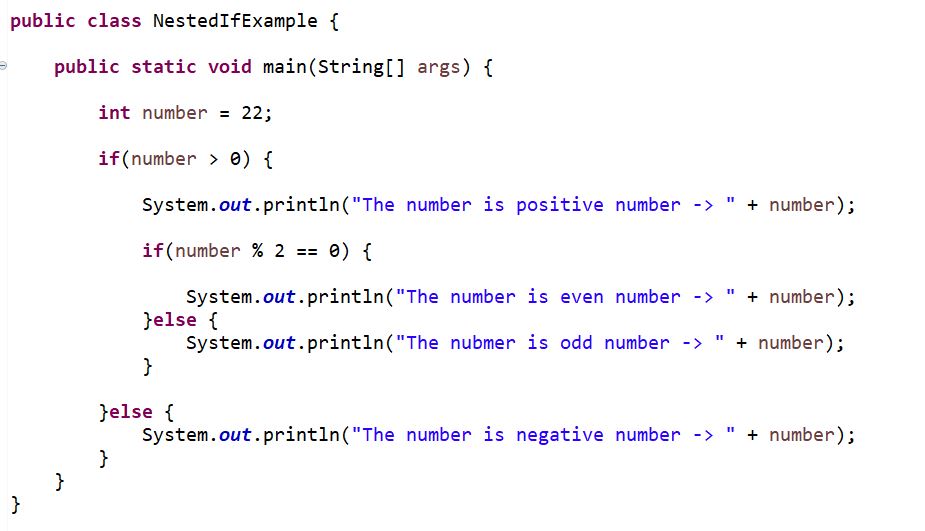 public class NestedIfExample {
public static void main(String[] args) {
int number = 22;
if(number > 0) {
System.out.println("The number is positive number -> " + number);
if(number % 2 == 0) {
System.out.println("The number is even number -> " + number);
}else {
System.out.println("The nubmer is odd number -> " + number);
}
}else {
System.out.println("The number is negative number -> " + number);
}
}
}